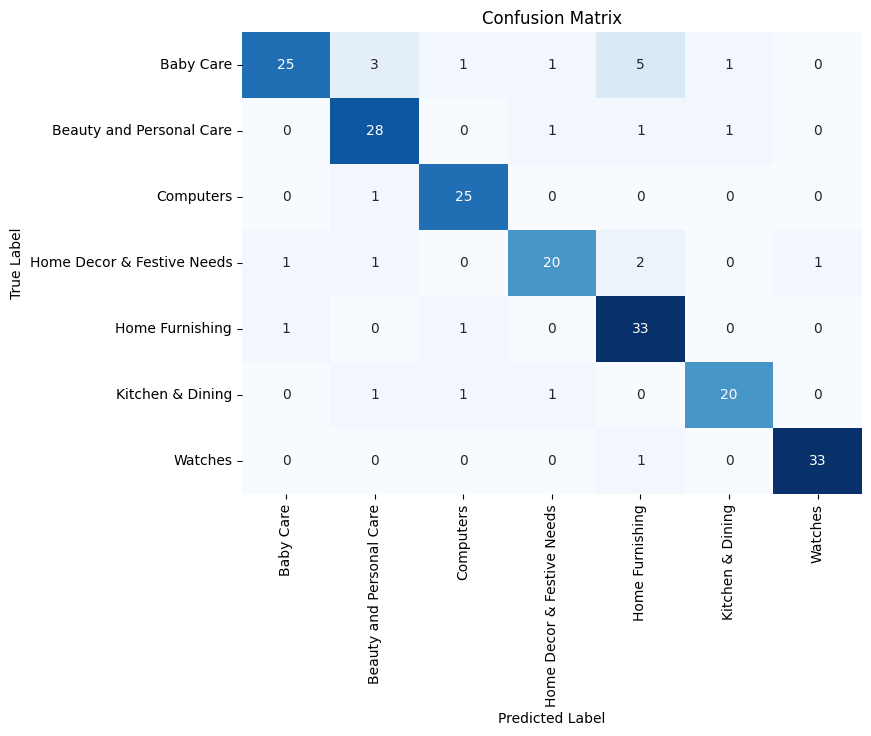 Confusion Matrix
True Label
Baby Care 25 3 1 1 5 1 0
Beauty and Personal Care 0 28 0 1 1 1 0
Computers 0 1 25 0 0 0 0
Home Decor & Festive Needs 1 1 0 20 2 0 1
Home Furnishing 1 0 1 0 33 0 0
Kitchen & Dining 0 1 1 1 0 20 0
Watches 0 0 0 0 1 0 33
Baby Care
Beauty and Personal Care
Computers
Home Decor & Festive Needs
Home Furnishing
Kitchen & Dining
Watches
Predicted Label